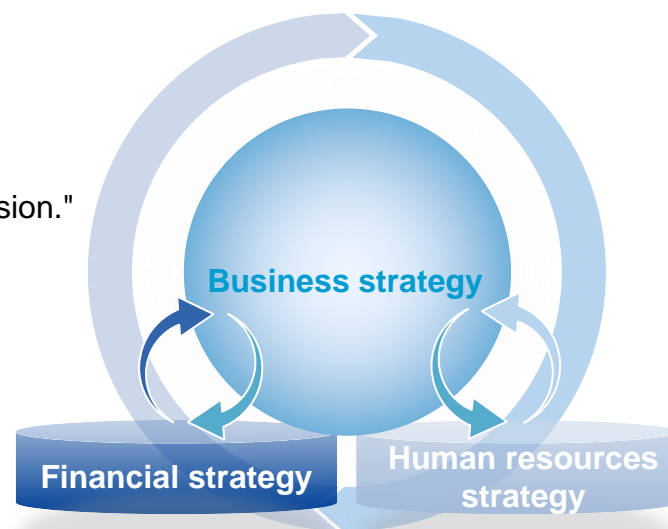 sion."
Business strategy
Financial strategy
Human resources
strategy